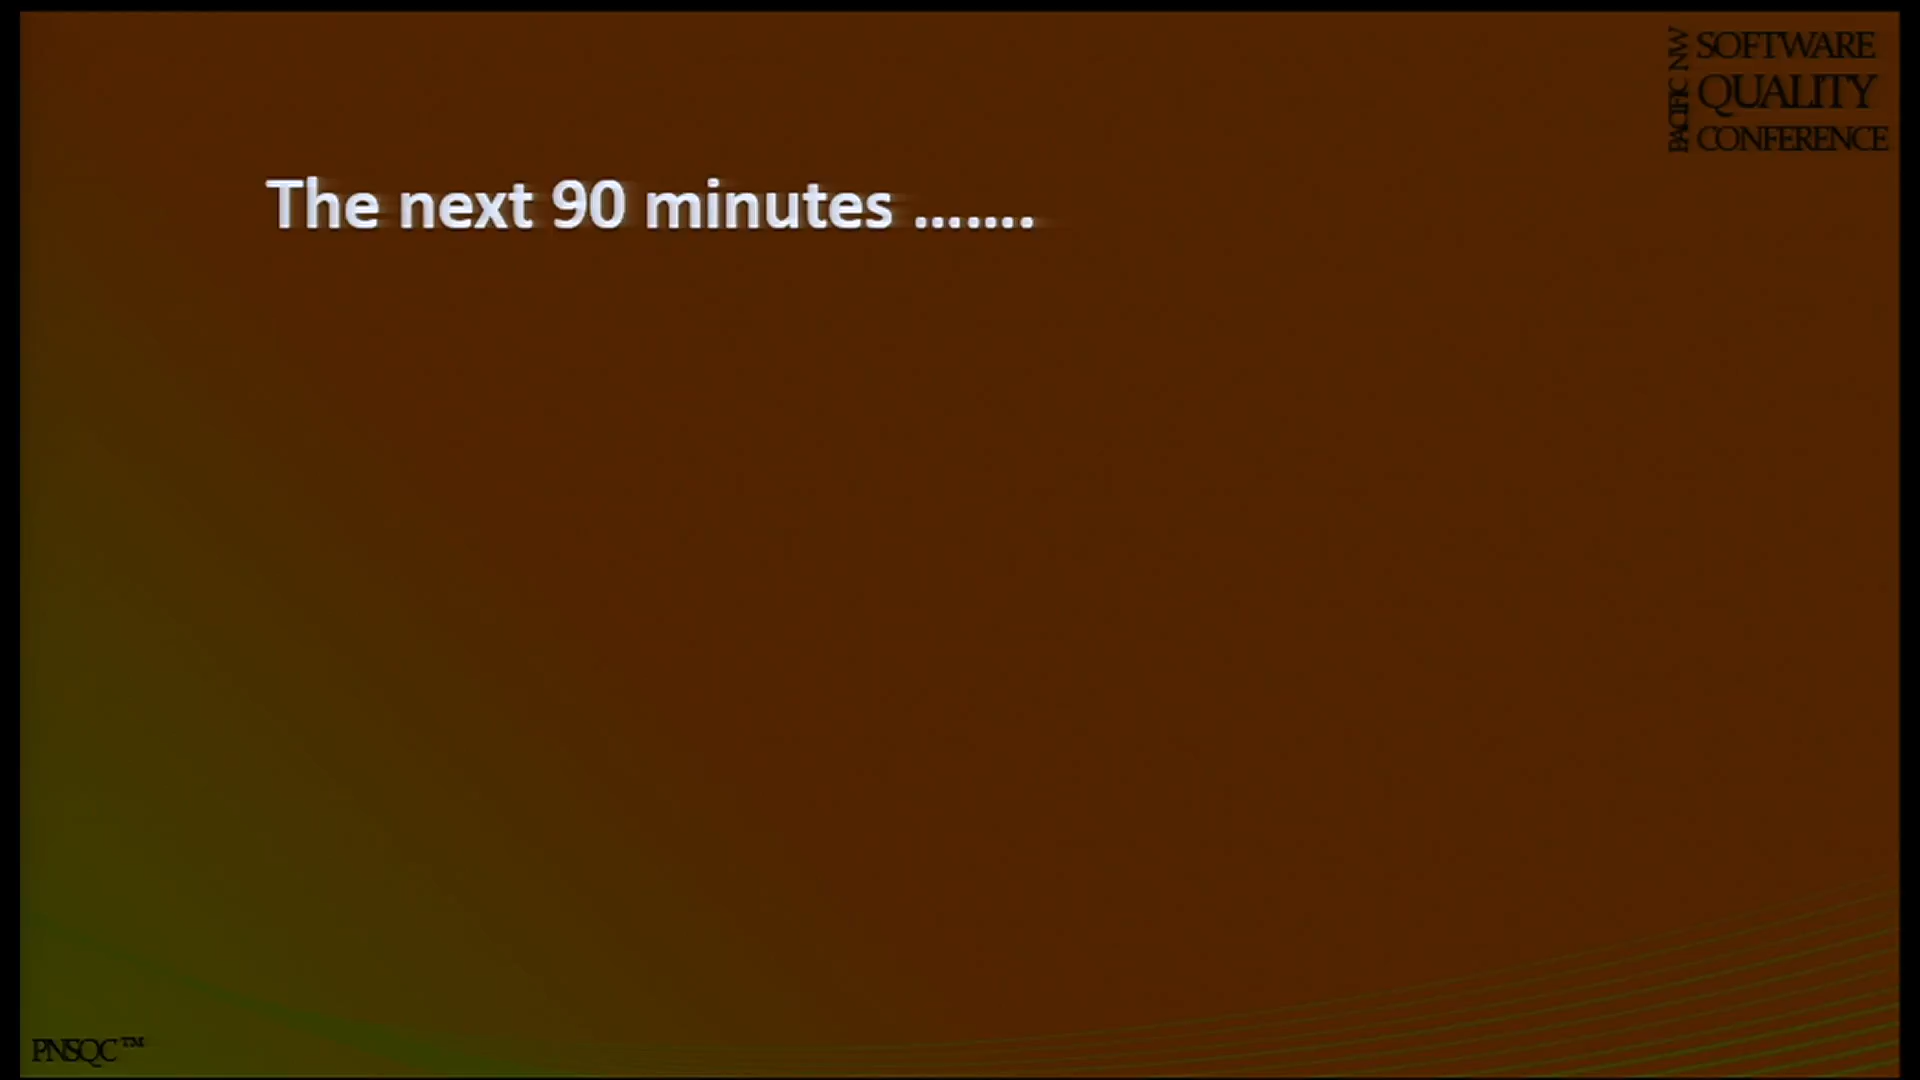 PACIFIC NW
SOFTWARE
QUALITY
CONFERENCE
The next 90 minutes .......
PNSQC™